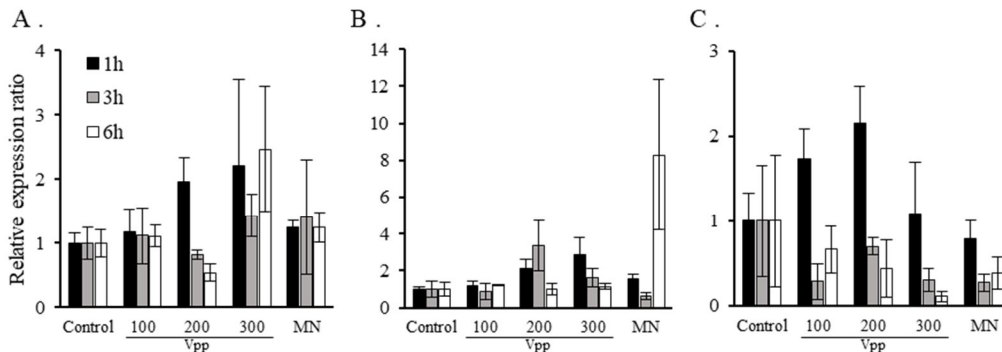 A .
Relative expression ratio
4
3
2
1
0
1h
3h
6h
Control 100 200 300 MN
Vpp
B .
14
12
10
8
6
4
2
0
Control 100 200 300 MN
Vpp
C .
3
2
1
0
Control 100 200 300 MN
Vpp